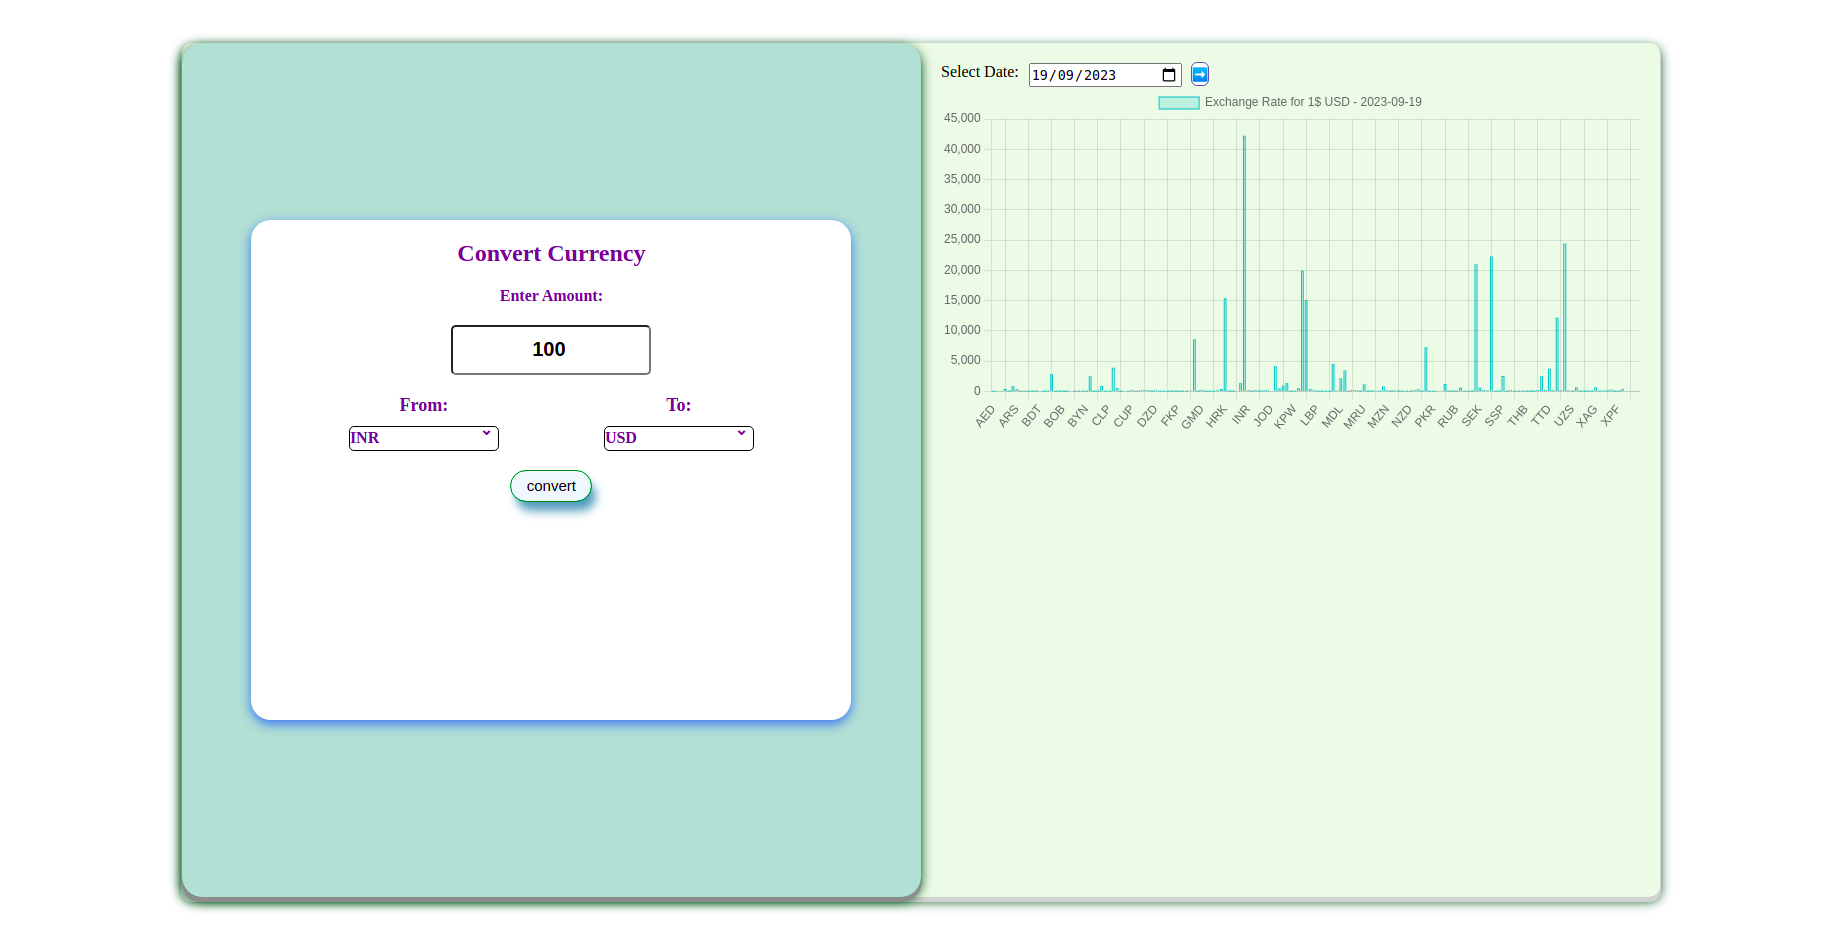 Convert Currency
Enter Amount:
100
From: To:
INR USD
convert
Select Date: 19/09/2023
Exchange Rate for 1$ USD - 2023-09-19
45,000
40,000
35,000
30,000
25,000
20,000
15,000
10,000
5,000
0
AED ARS BDT BOB BYN CLP CUP DZD FKP GMD HRK INR JOD KPW LBP MDL MRU MZN NZD PKR RUB SEK SSP THB TTD UZS XAG XPF